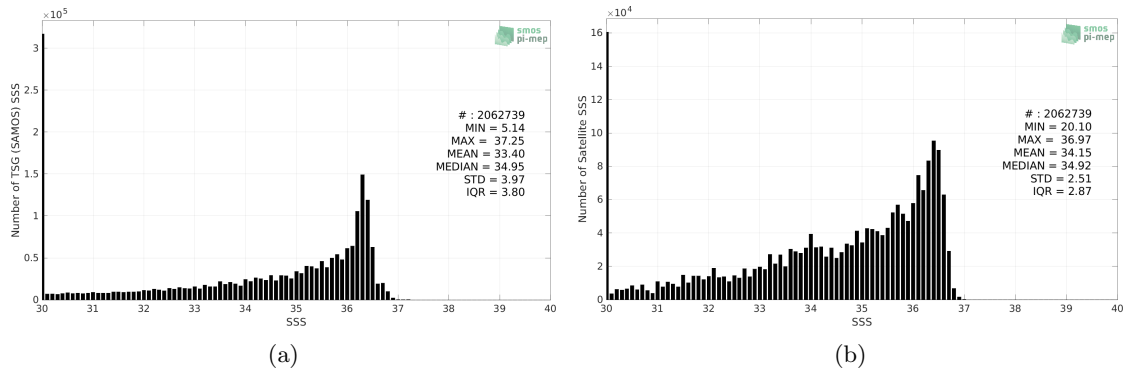 ×10⁵
3
2.5
2
1.5
1
0.5
0
Number of TSG (SAMOS) SSS
smos
pi-mep
# : 2062739
MIN = 5.14
MAX = 37.25
MEAN = 33.40
MEDIAN = 34.95
STD = 3.97
IQR = 3.80
30 31 32 33 34 35 36 37 38 39 40
SSS
(a)
×10⁴
16
14
12
10
8
6
4
2
0
Number of Satellite SSS
smos
pi-mep
# : 2062739
MIN = 20.10
MAX = 36.97
MEAN = 34.15
MEDIAN = 34.92
STD = 2.51
IQR = 2.87
30 31 32 33 34 35 36 37 38 39 40
SSS
(b)